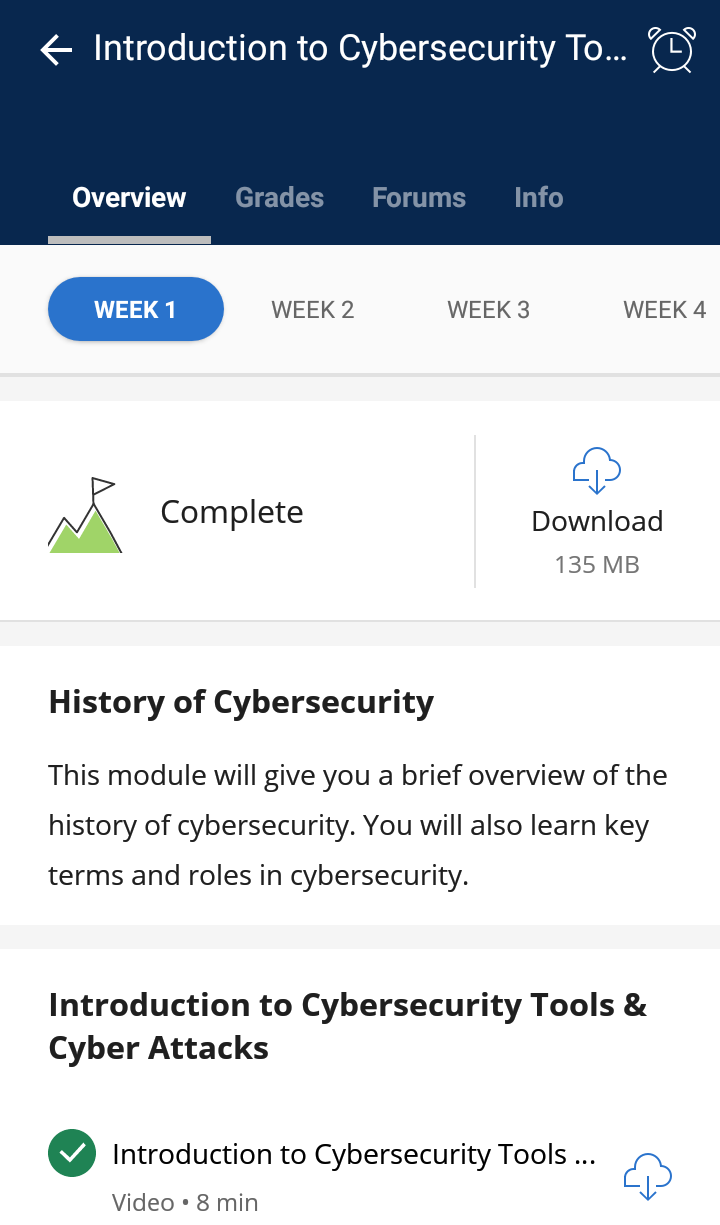 Introduction to Cybersecurity To...
Overview Grades Forums Info
WEEK 1 WEEK 2 WEEK 3 WEEK 4
Complete
Download
135 MB
History of Cybersecurity
This module will give you a brief overview of the
history of cybersecurity. You will also learn key
terms and roles in cybersecurity.
Introduction to Cybersecurity Tools &
Cyber Attacks
Introduction to Cybersecurity Tools ...
Video • 8 min